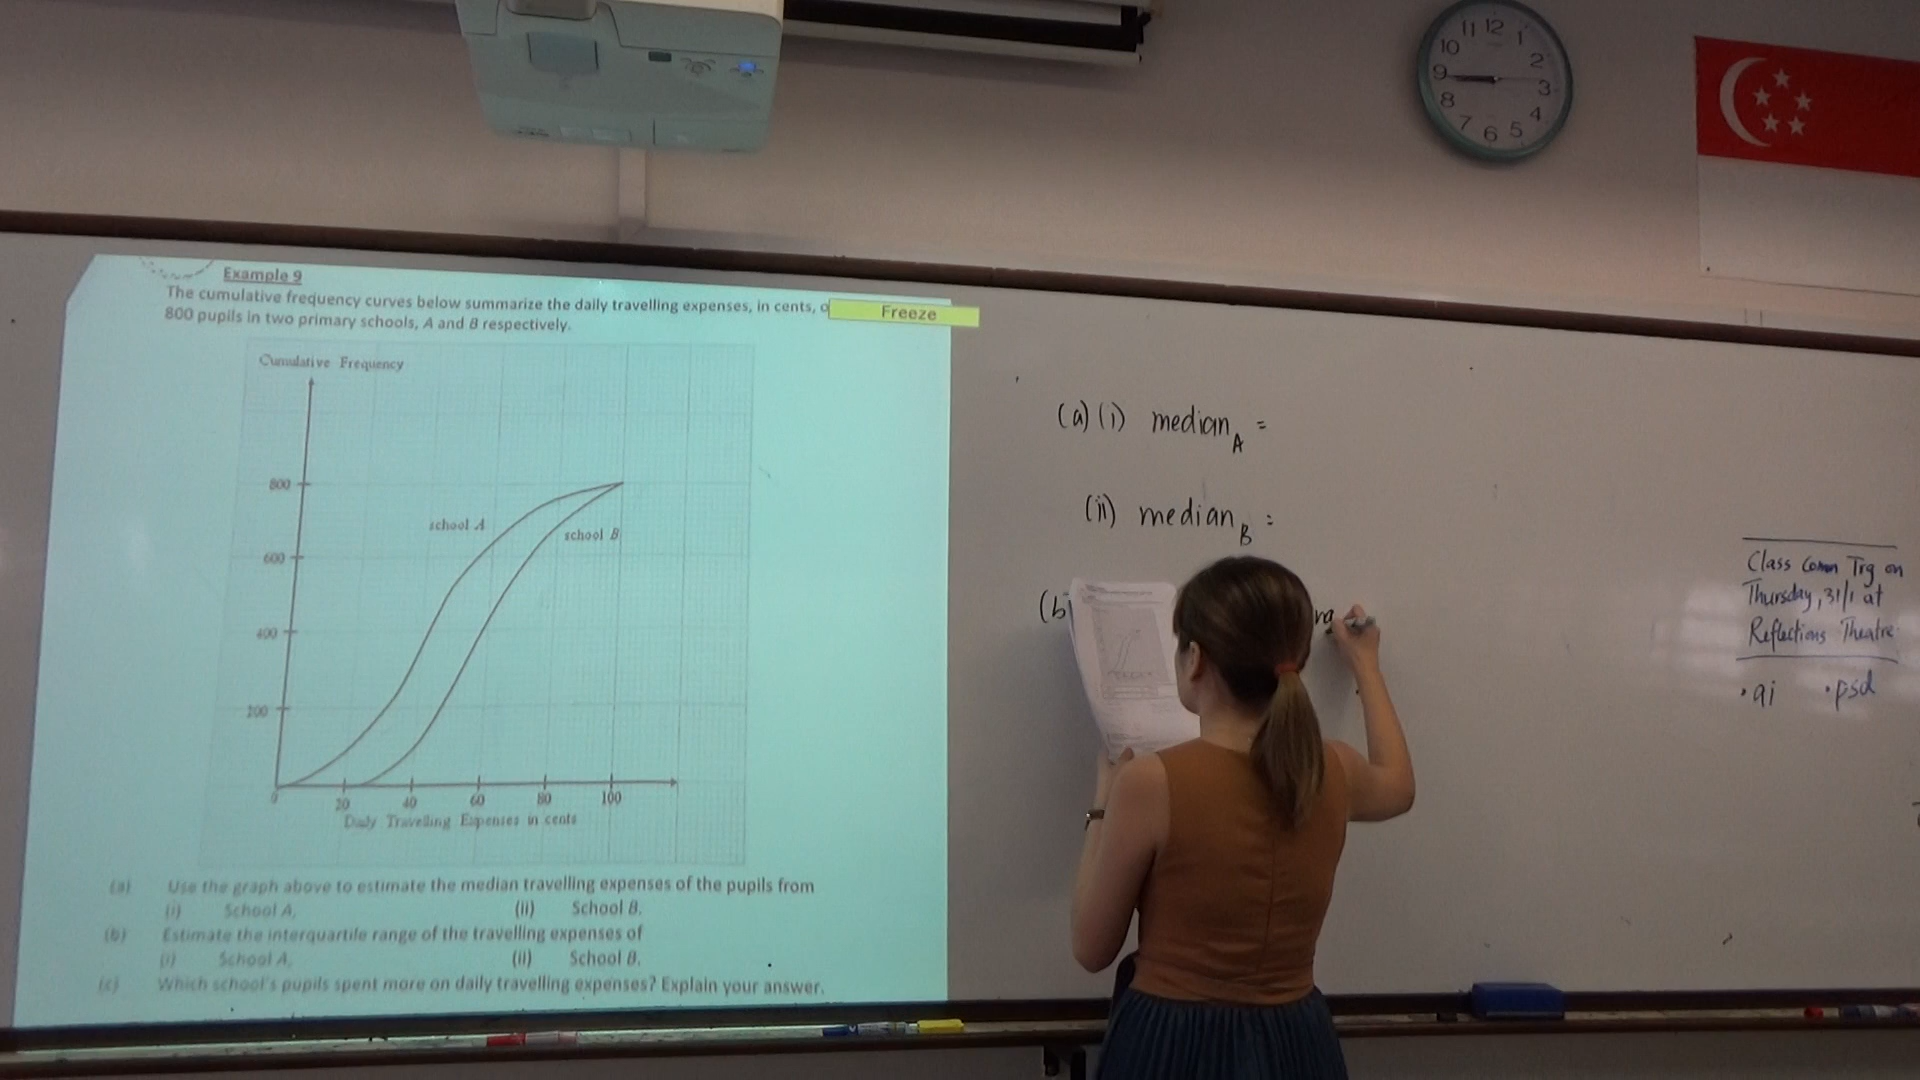 Example 9
The cumulative frequency curves below summarize the daily travelling expenses, in cents, o
Freeze
800 pupils in two primary schools, A and B respectively.
Cumulative Frequency
800
600
400
200
0 20 40 60 80 100
school A
school B
Daily Travelling Expenses in cents
(a) Use the graph above to estimate the median travelling expenses of the pupils from
(i) School A, (ii) School B.
(b) Estimate the interquartile range of the travelling expenses of
(i) School A, (ii) School B.
(c) Which school's pupils spent more on daily travelling expenses? Explain your answer.
(a) (i) median A =
(ii) median B =
(b
Class Comm Trg on
Thursday, 31/1 at
Reflections Theatre
• ai • psd
12 1 2 3 4 5 6 7 8 9 10 11